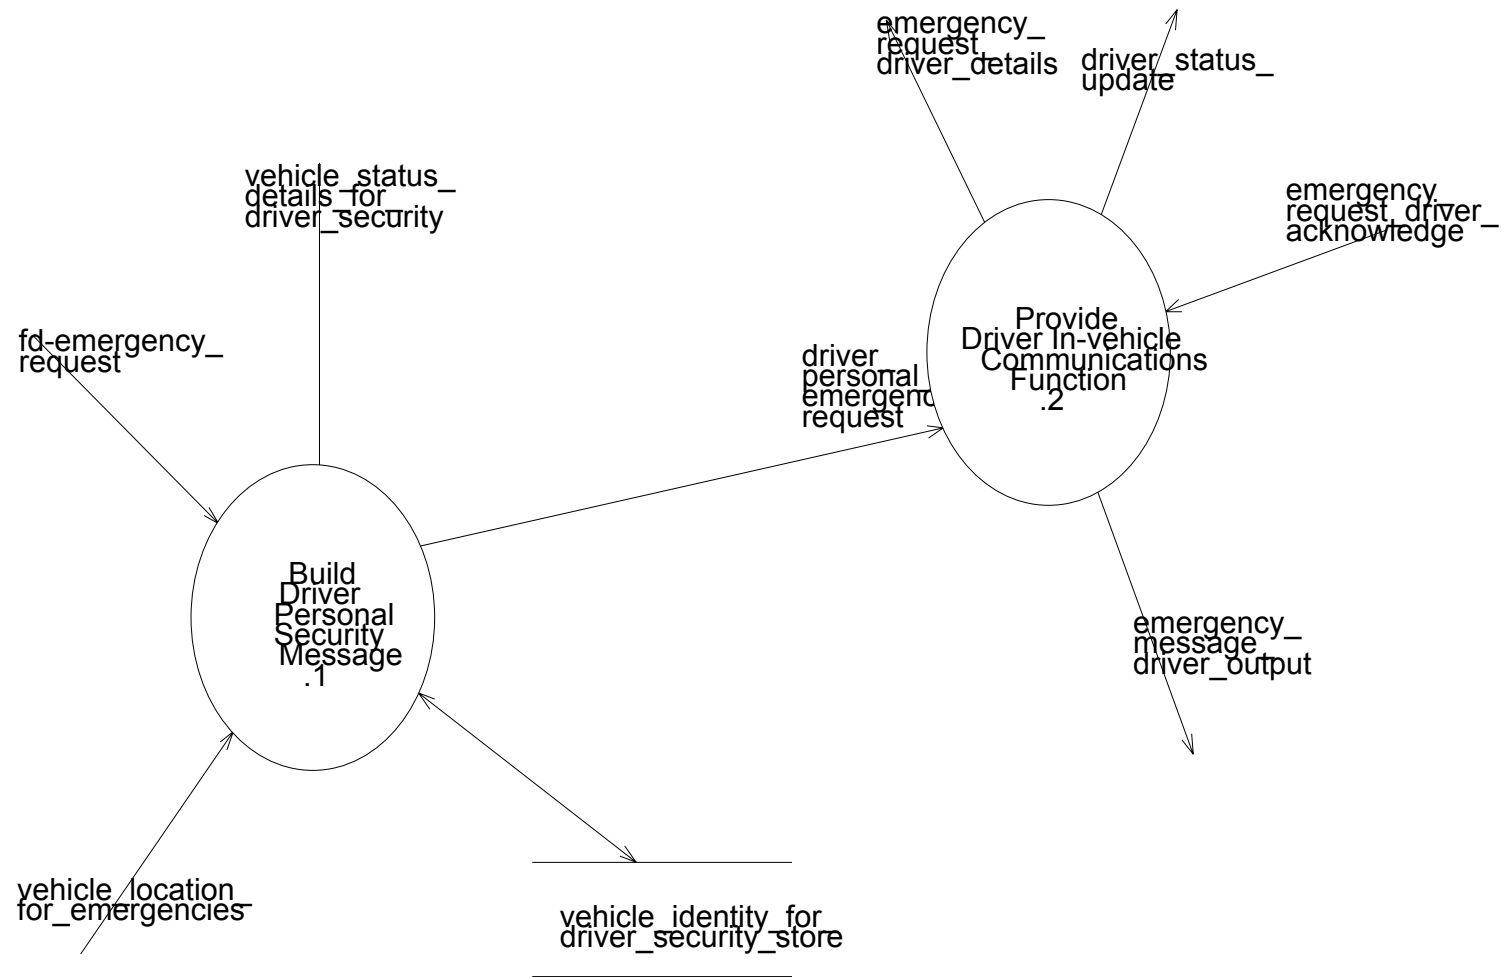 emergency_
request_
driver_details
driver_status_
update
vehicle_status_
details_for_
driver_security
emergency_
request_driver_
acknowledge
fd-emergency_
request
Provide
Driver In-vehicle
Communications
Function
.2
driver_
personal_
emergenc
request
Build
Driver
Personal
Security
Message
.1
emergency_
message_
driver_output
vehicle_location_
for_emergencies
vehicle_identity_for_
driver_security_store